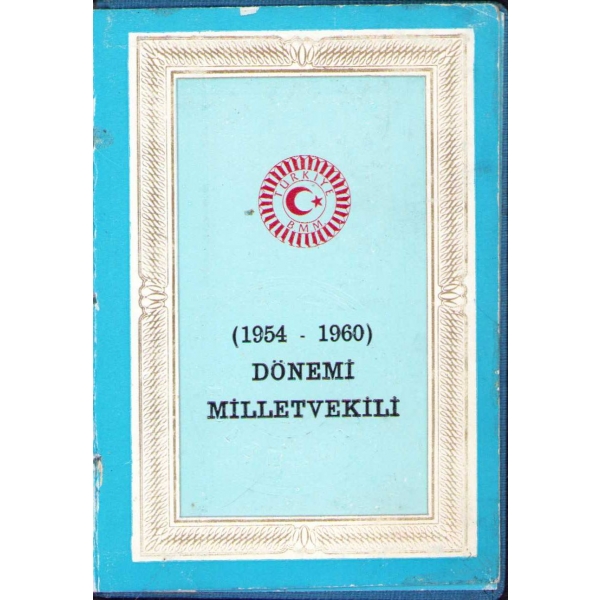 TÜRKİYE
BMM
(1954 - 1960)
DÖNEMİ
MİLLETVEKİLİ